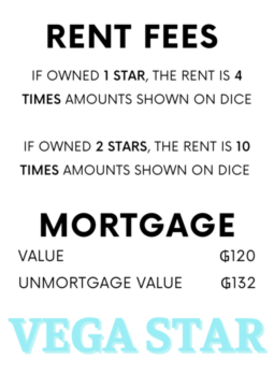 RENT FEES
IF OWNED 1 STAR, THE RENT IS 4
TIMES AMOUNTS SHOWN ON DICE
IF OWNED 2 STARS, THE RENT IS 10
TIMES AMOUNTS SHOWN ON DICE
MORTGAGE
VALUE ₲120
UNMORTGAGE VALUE ₲132
VEGA STAR